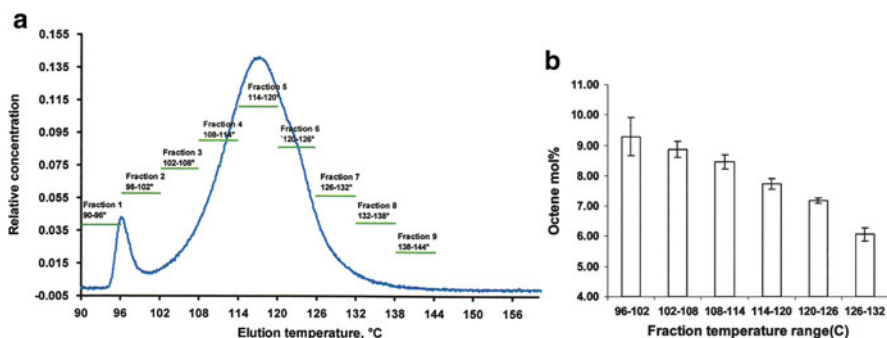 a
0.155
0.135
0.115
0.095
0.075
0.055
0.035
0.015
-0.005
Relative concentration
Fraction 1
90-96°
Fraction 2
96-102°
Fraction 3
102-108°
Fraction 4
108-114°
Fraction 5
114-120°
Fraction 6
120-126°
Fraction 7
126-132°
Fraction 8
132-138°
Fraction 9
138-144°
90 96 102 108 114 120 126 132 138 144 150 156
Elution temperature, °C
b
11.00
10.00
9.00
8.00
7.00
6.00
5.00
4.00
Octene mol%
96-102 102-108 108-114 114-120 120-126 126-132
Fraction temperature range(C)